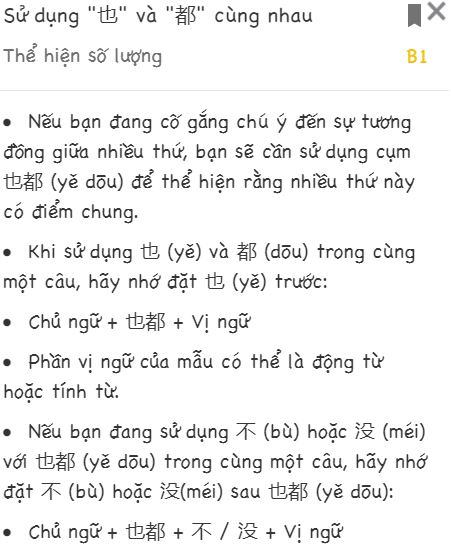 Sử dụng "也" và "都" cùng nhau
Thể hiện số lượng B1
• Nếu bạn đang cố gắng chú ý đến sự tương
đồng giữa nhiều thứ, bạn sẽ cần sử dụng cụm
也都 (yě dōu) để thể hiện rằng nhiều thứ này
có điểm chung.
• Khi sử dụng 也 (yě) và 都 (dōu) trong cùng
một câu, hãy nhớ đặt 也 (yě) trước:
• Chủ ngữ + 也都 + Vị ngữ
• Phần vị ngữ của mẫu có thể là động từ
hoặc tính từ.
• Nếu bạn đang sử dụng 不 (bù) hoặc 没 (méi)
với 也都 (yě dōu) trong cùng một câu, hãy nhớ
đặt 不 (bù) hoặc 没(méi) sau 也都 (yě dōu):
• Chủ ngữ + 也都 + 不 / 没 + Vị ngữ